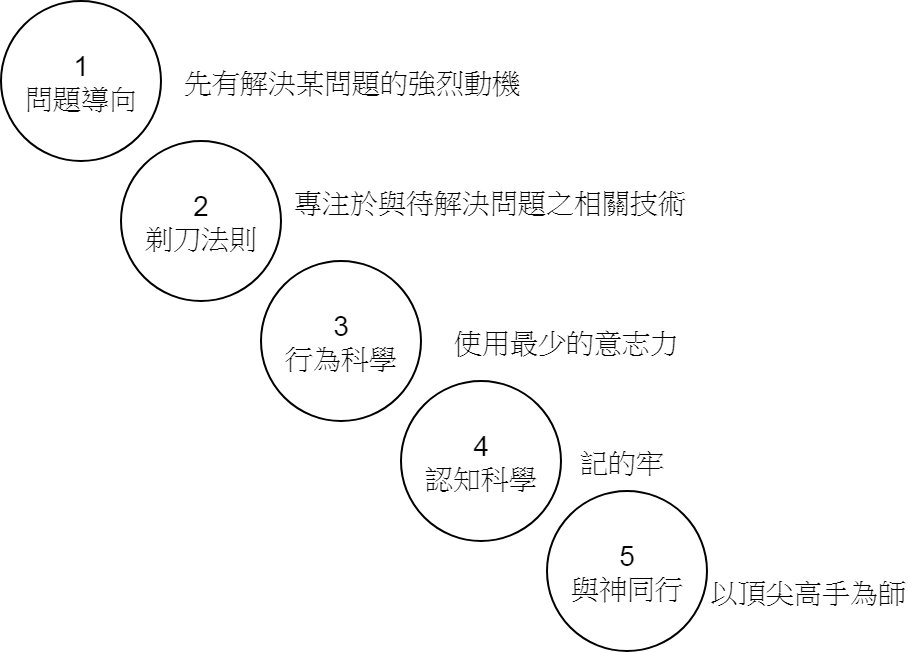 1
問題導向
先有解決某問題的強烈動機
2
剃刀法則
專注於與待解決問題之相關技術
3
行為科學
使用最少的意志力
4
認知科學
記的牢
5
與神同行
以頂尖高手為師